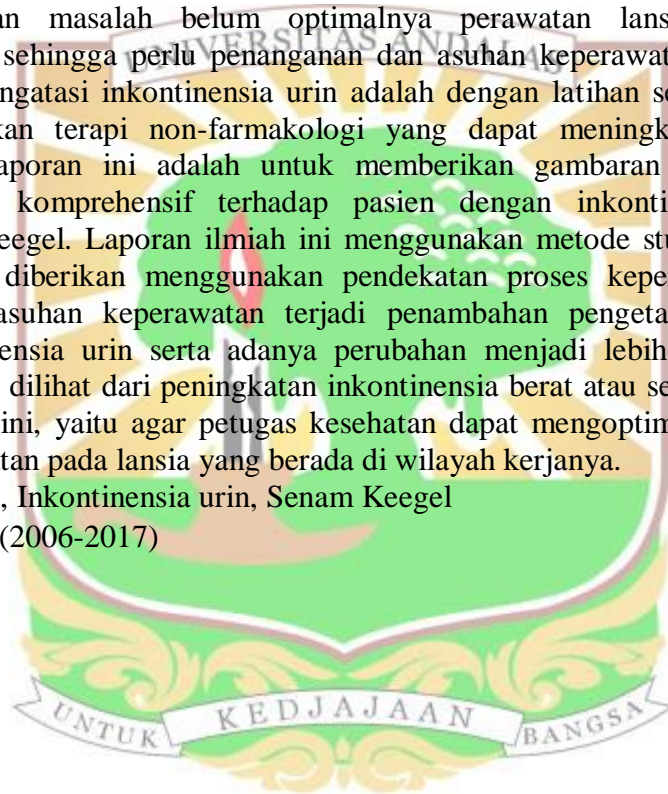 an masalah belum optimalnya perawatan lans
sehingga perlu penanganan dan asuhan keperawat
UNIVERSITAS ANDALAS
ngatasi inkontinensia urin adalah dengan latihan se
kan terapi non-farmakologi yang dapat meningk
aporan ini adalah untuk memberikan gambaran
komprehensif terhadap pasien dengan inkonti
eegel. Laporan ilmiah ini menggunakan metode stu
diberikan menggunakan pendekatan proses kepe
asuhan keperawatan terjadi penambahan pengeta
ensia urin serta adanya perubahan menjadi lebih
dilihat dari peningkatan inkontinensia berat atau se
ini, yaitu agar petugas kesehatan dapat mengoptim
tan pada lansia yang berada di wilayah kerjanya.
, Inkontinensia urin, Senam Keegel
(2006-2017)
UNTUK KEDJAJAAN BANGSA